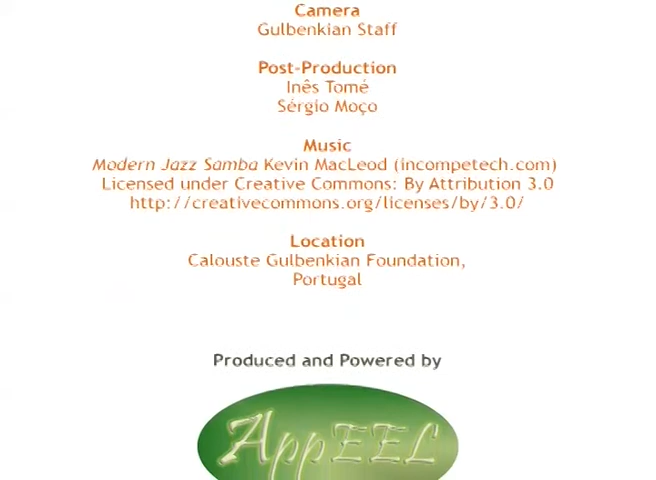 Camera
Gulbenkian Staff
Post-Production
Inês Tomé
Sérgio Moço
Music
Modern Jazz Samba Kevin MacLeod (incompetech.com)
Licensed under Creative Commons: By Attribution 3.0
http://creativecommons.org/licenses/by/3.0/
Location
Calouste Gulbenkian Foundation,
Portugal
Produced and Powered by
AppEEL